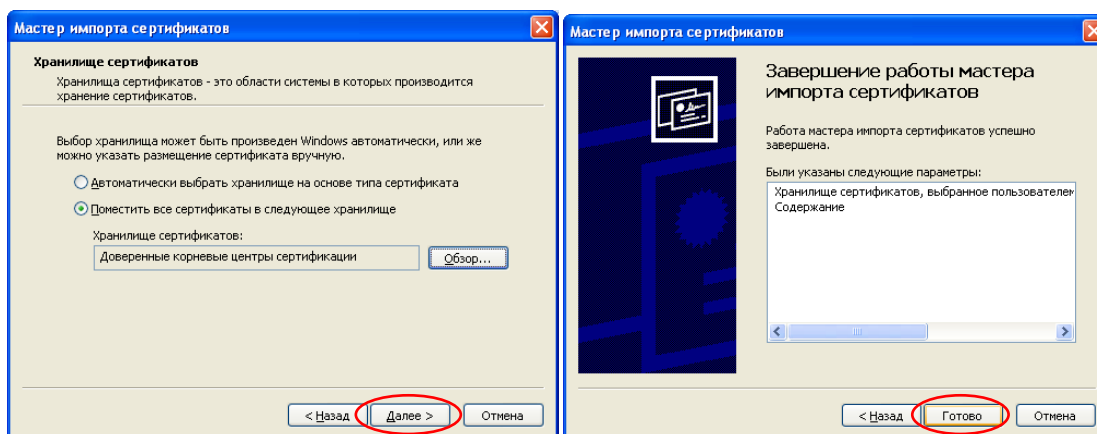 Мастер импорта сертификатов
Хранилище сертификатов
Хранилища сертификатов - это области системы в которых производится
хранение сертификатов.
Выбор хранилища может быть произведен Windows автоматически, или же
можно указать размещение сертификата вручную.
Автоматически выбрать хранилище на основе типа сертификата
Поместить все сертификаты в следующее хранилище
Хранилище сертификатов:
Доверенные корневые центры сертификации
Обзор...
< Назад
Далее >
Отмена
Мастер импорта сертификатов
Завершение работы мастера
импорта сертификатов
Работа мастера импорта сертификатов успешно
завершена.
Были указаны следующие параметры:
Хранилище сертификатов, выбранное пользователем
Содержание
< Назад
Готово
Отмена